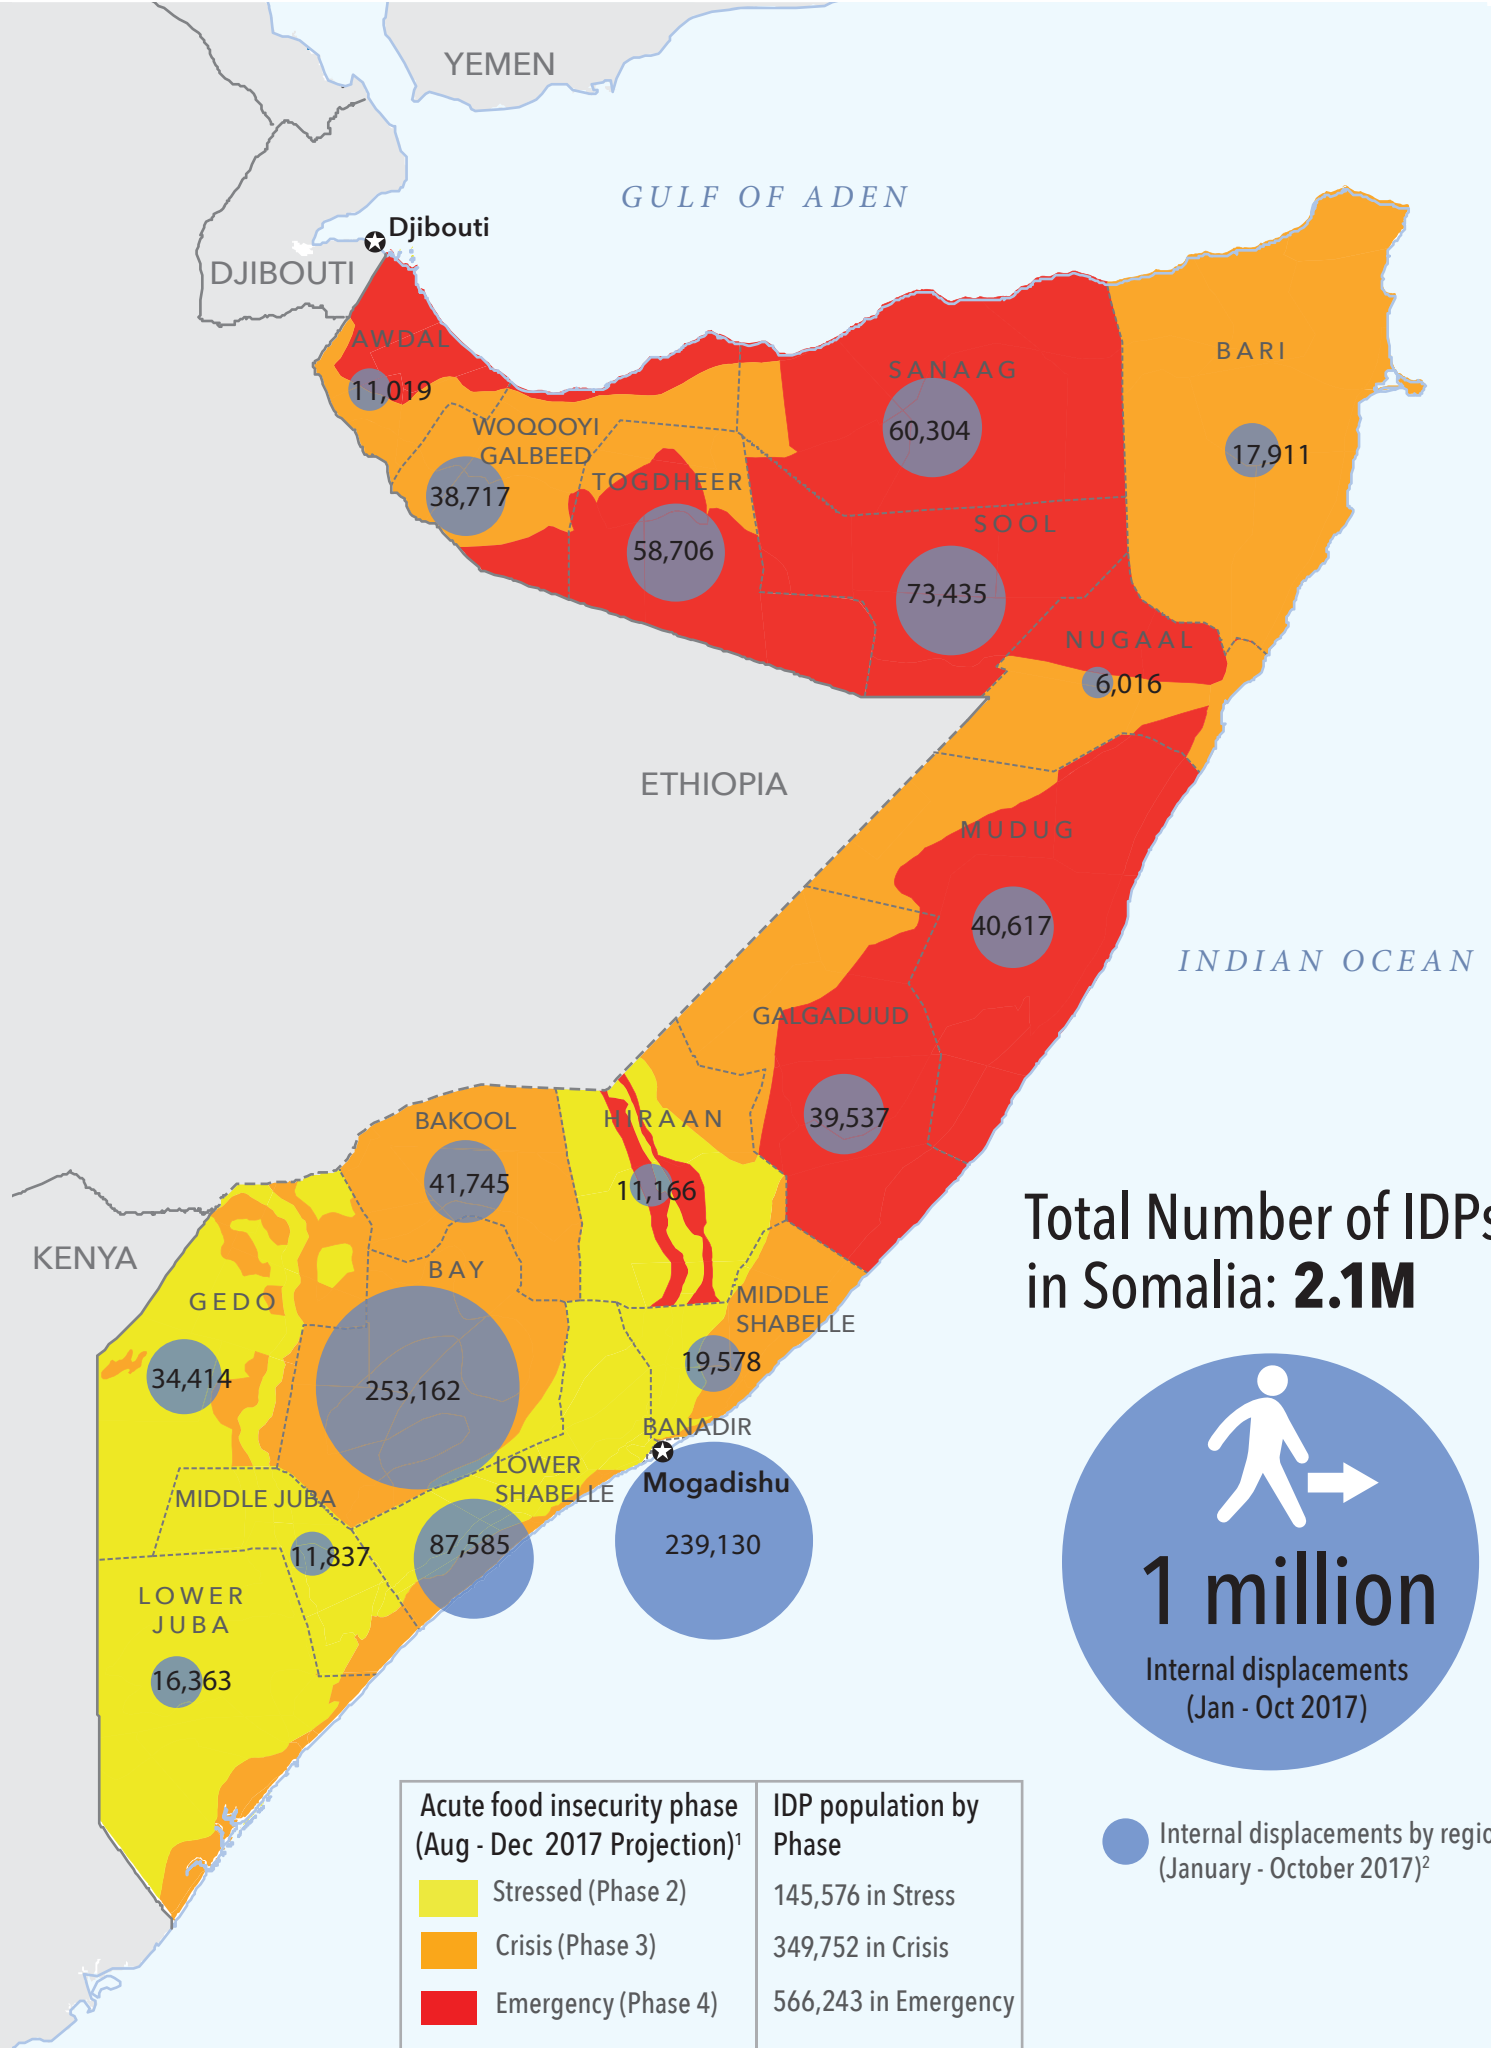 YEMEN
GULF OF ADEN
Djibouti
DJIBOUTI
AWDAL
11,019
SANAAG
60,304
BARI
17,911
WOQOOYI
GALBEED
38,717
TOGDHEER
58,706
SOOL
73,435
NUGAAL
6,016
ETHIOPIA
MUDUG
40,617
INDIAN OCEAN
GALGADUUD
39,537
BAKOOL
41,745
HIRAAN
11,166
KENYA
GEDO
34,414
BAY
253,162
MIDDLE
SHABELLE
19,578
BANADIR
Mogadishu
239,130
LOWER
SHABELLE
87,585
MIDDLE JUBA
11,837
LOWER
JUBA
16,363
Total Number of IDPs
in Somalia: 2.1M
1 million
Internal displacements
(Jan - Oct 2017)
Internal displacements by regio
(January - October 2017)2
Acute food insecurity phase
(Aug - Dec 2017 Projection)1
Stressed (Phase 2)
Crisis (Phase 3)
Emergency (Phase 4)
IDP population by
Phase
145,576 in Stress
349,752 in Crisis
566,243 in Emergency